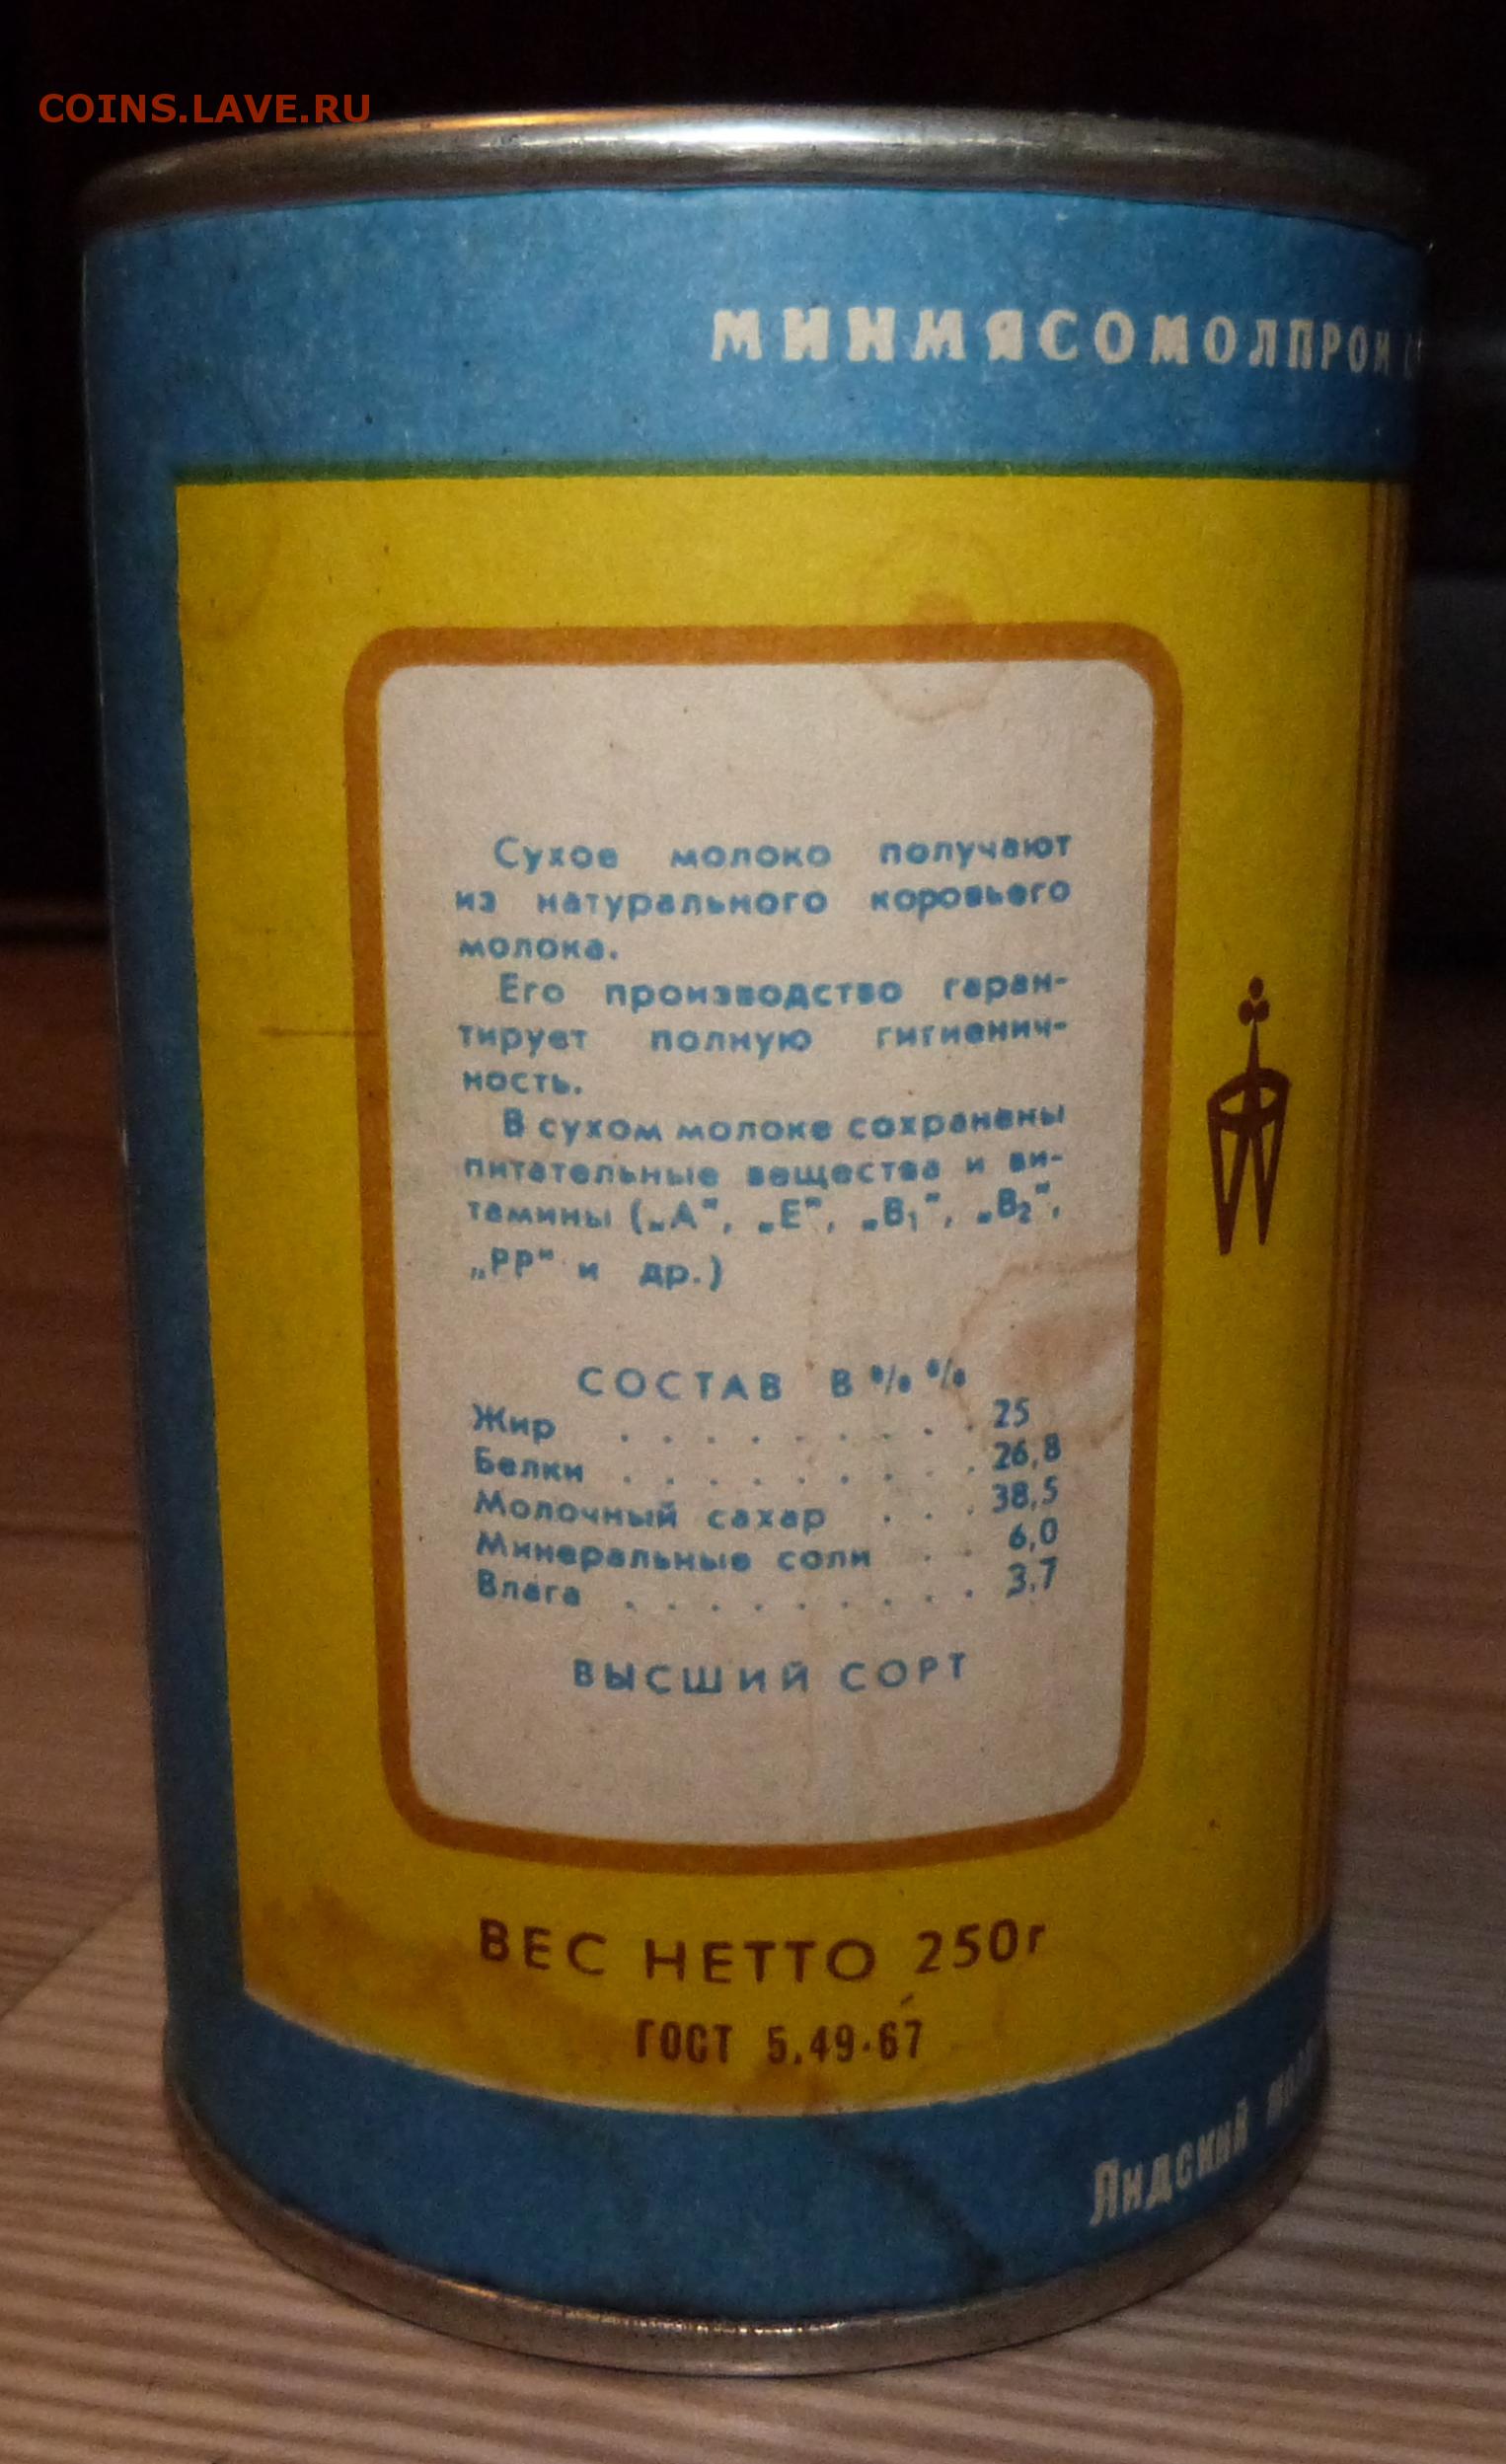 COINS.LAVE.RU
МИНМЯСОМОЛПРОМ
Сухое молоко получают
из натурального коровьего
молока.
Его производство гаран-
тирует полную гигиенич-
ность.
В сухом молоке сохранены
питательные вещества и ви-
тамины („А", „Е", „В₁", „В₂",
„РР" и др.)
СОСТАВ В % %
Жир . . . . . . . . . 25
Белки . . . . . . . . . 26,8
Молочный сахар . . . 38,5
Минеральные соли . . 6,0
Влага . . . . . . . . . 3,7
ВЫСШИЙ СОРТ
ВЕС НЕТТО 250г
ГОСТ 5.49-67
Лидский